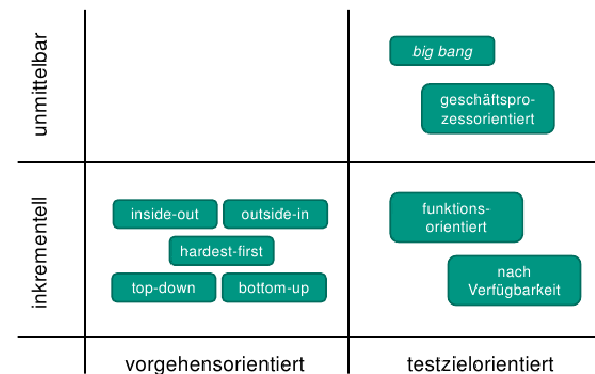 unmittelbar
big bang
geschäftspro-
zessorientiert
inkrementell
inside-out
outside-in
hardest-first
top-down
bottom-up
funktions-
orientiert
nach
Verfügbarkeit
vorgehensorientiert
testzielorientiert